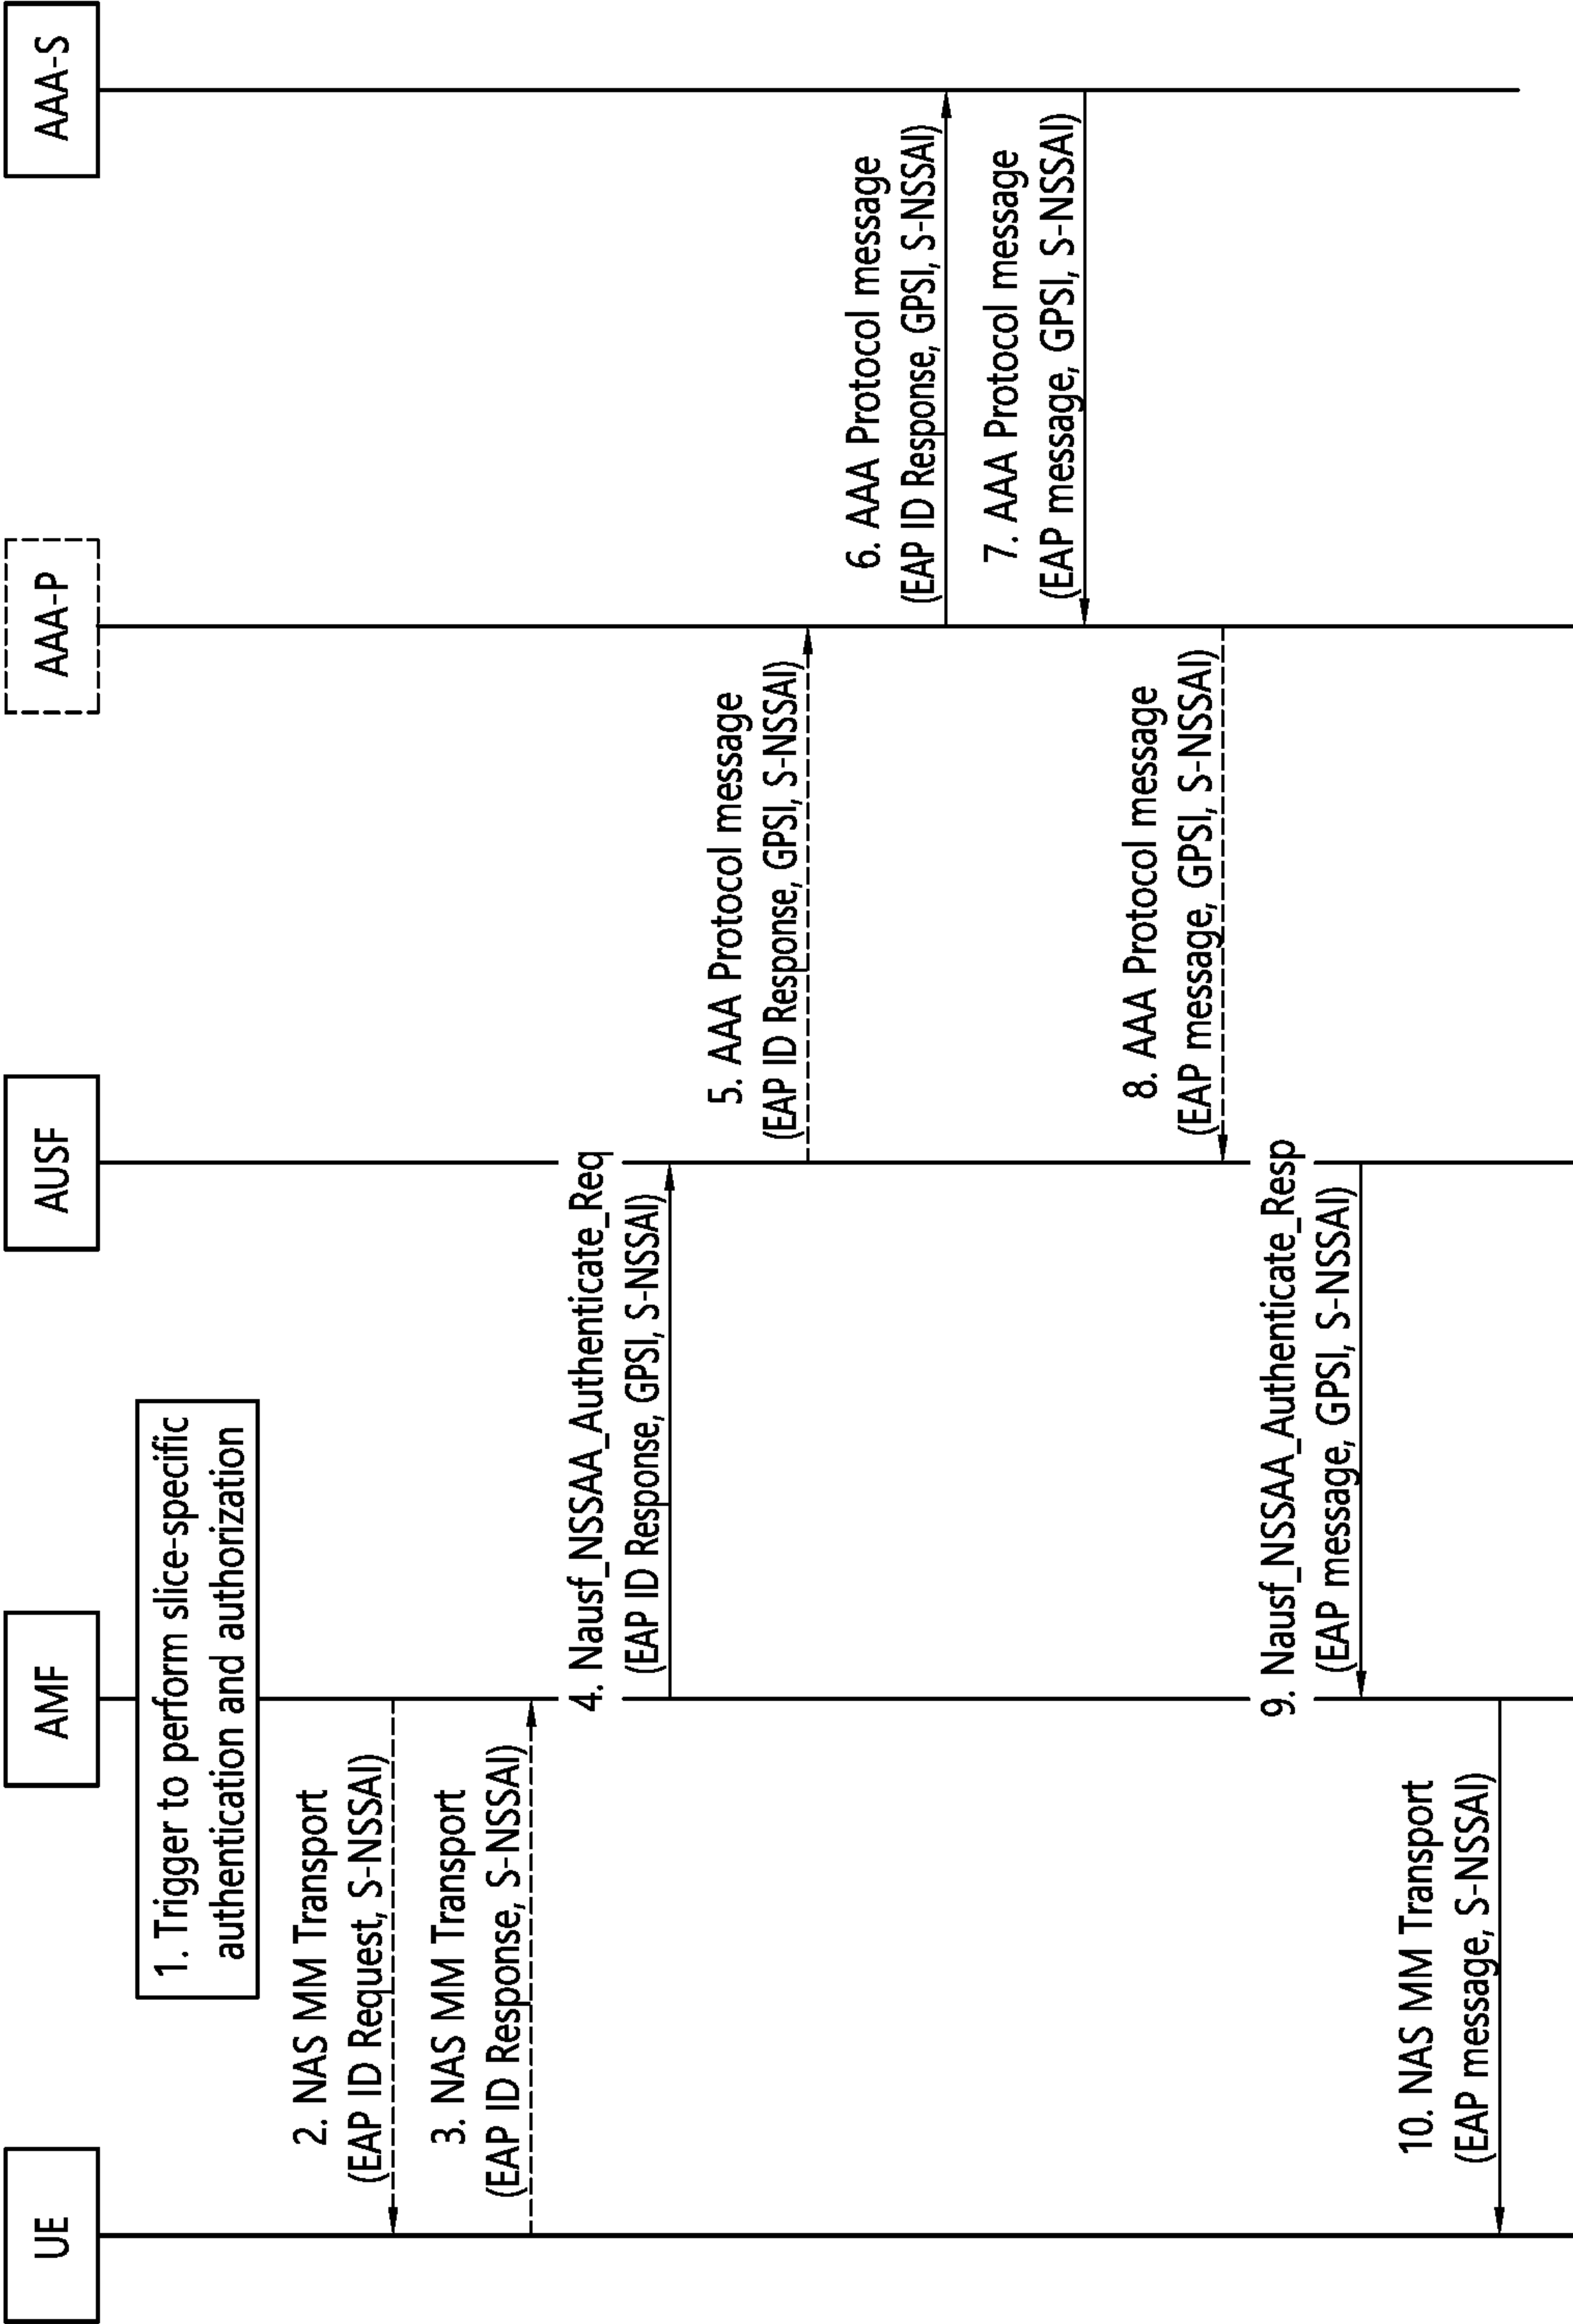 UE
AMF
AUSF
AAA-P
AAA-S
1. Trigger to perform slice-specific
authentication and authorization
2. NAS MM Transport
(EAP ID Request, S-NSSAI)
3. NAS MM Transport
(EAP ID Response, S-NSSAI)
4. Nausf_NSSAA_Authenticate_Req
(EAP ID Response, GPSI, S-NSSAI)
5. AAA Protocol message
(EAP ID Response, GPSI, S-NSSAI)
6. AAA Protocol message
(EAP ID Response, GPSI, S-NSSAI)
7. AAA Protocol message
(EAP message, GPSI, S-NSSAI)
8. AAA Protocol message
(EAP message, GPSI, S-NSSAI)
9. Nausf_NSSAA_Authenticate_Resp
(EAP message, GPSI, S-NSSAI)
10. NAS MM Transport
(EAP message, S-NSSAI)